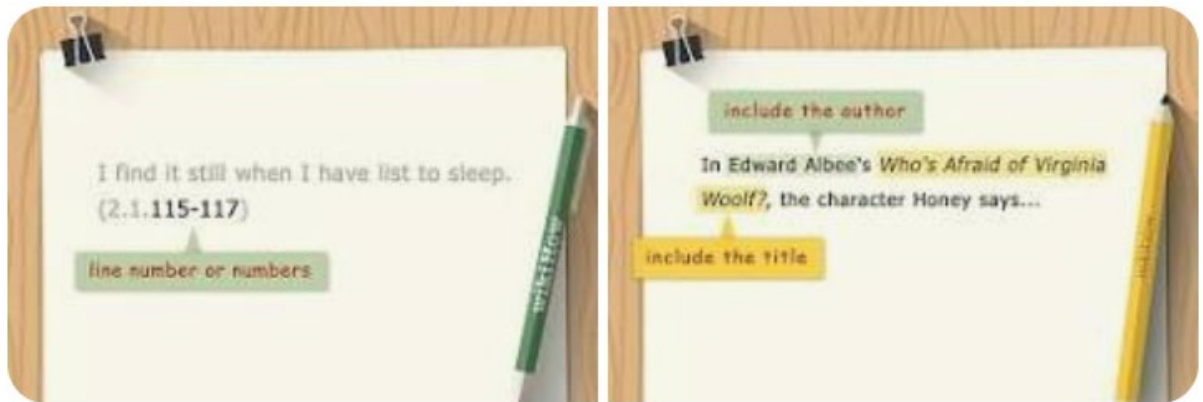 I find it still when I have list to sleep.
(2.1.115-117)
line number or numbers
wikiHow
include the author
In Edward Albee's Who's Afraid of Virginia
Woolf?, the character Honey says...
include the title